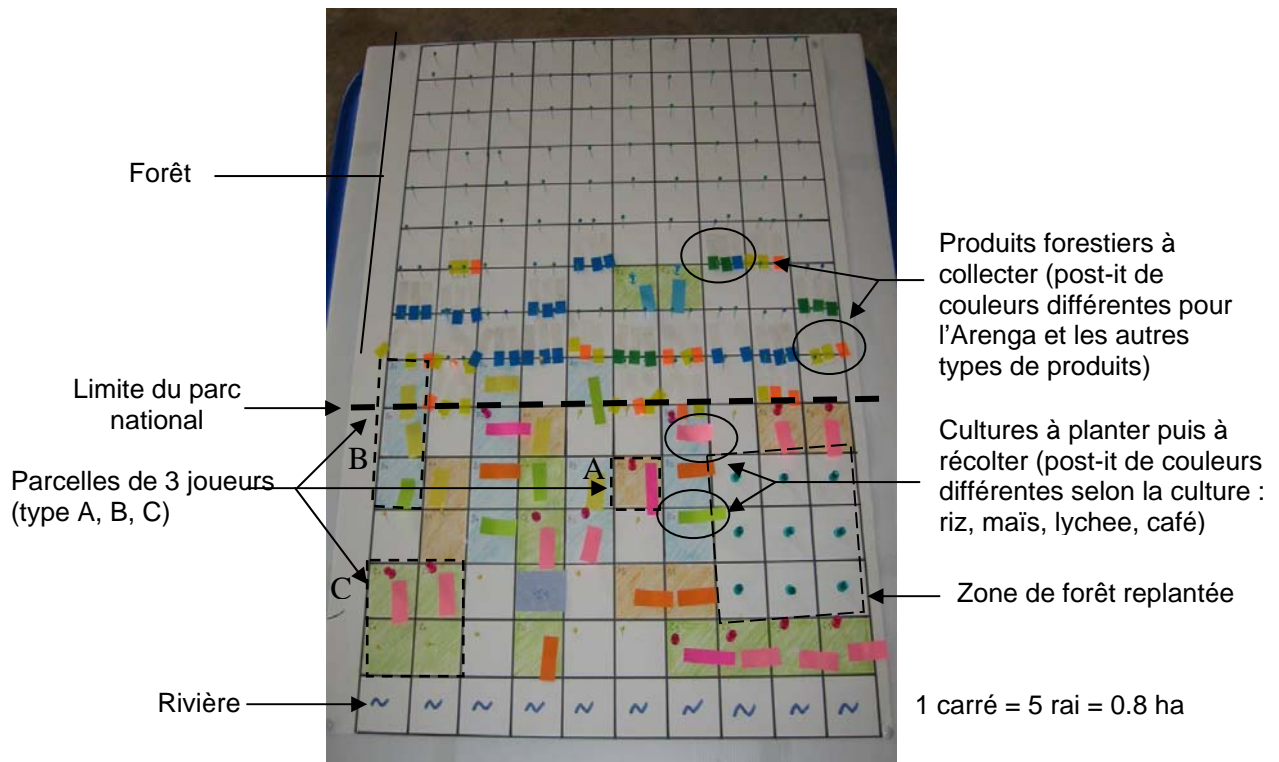 Forêt
Produits forestiers à
collecter (post-it de
couleurs différentes pour
l'Arenga et les autres
types de produits)
Limite du parc
national
Cultures à planter puis à
récolter (post-it de couleurs
différentes selon la culture :
riz, maïs, lychee, café)
B
A
Parcelles de 3 joueurs
(type A, B, C)
C
Zone de forêt replantée
Rivière
1 carré = 5 rai = 0.8 ha